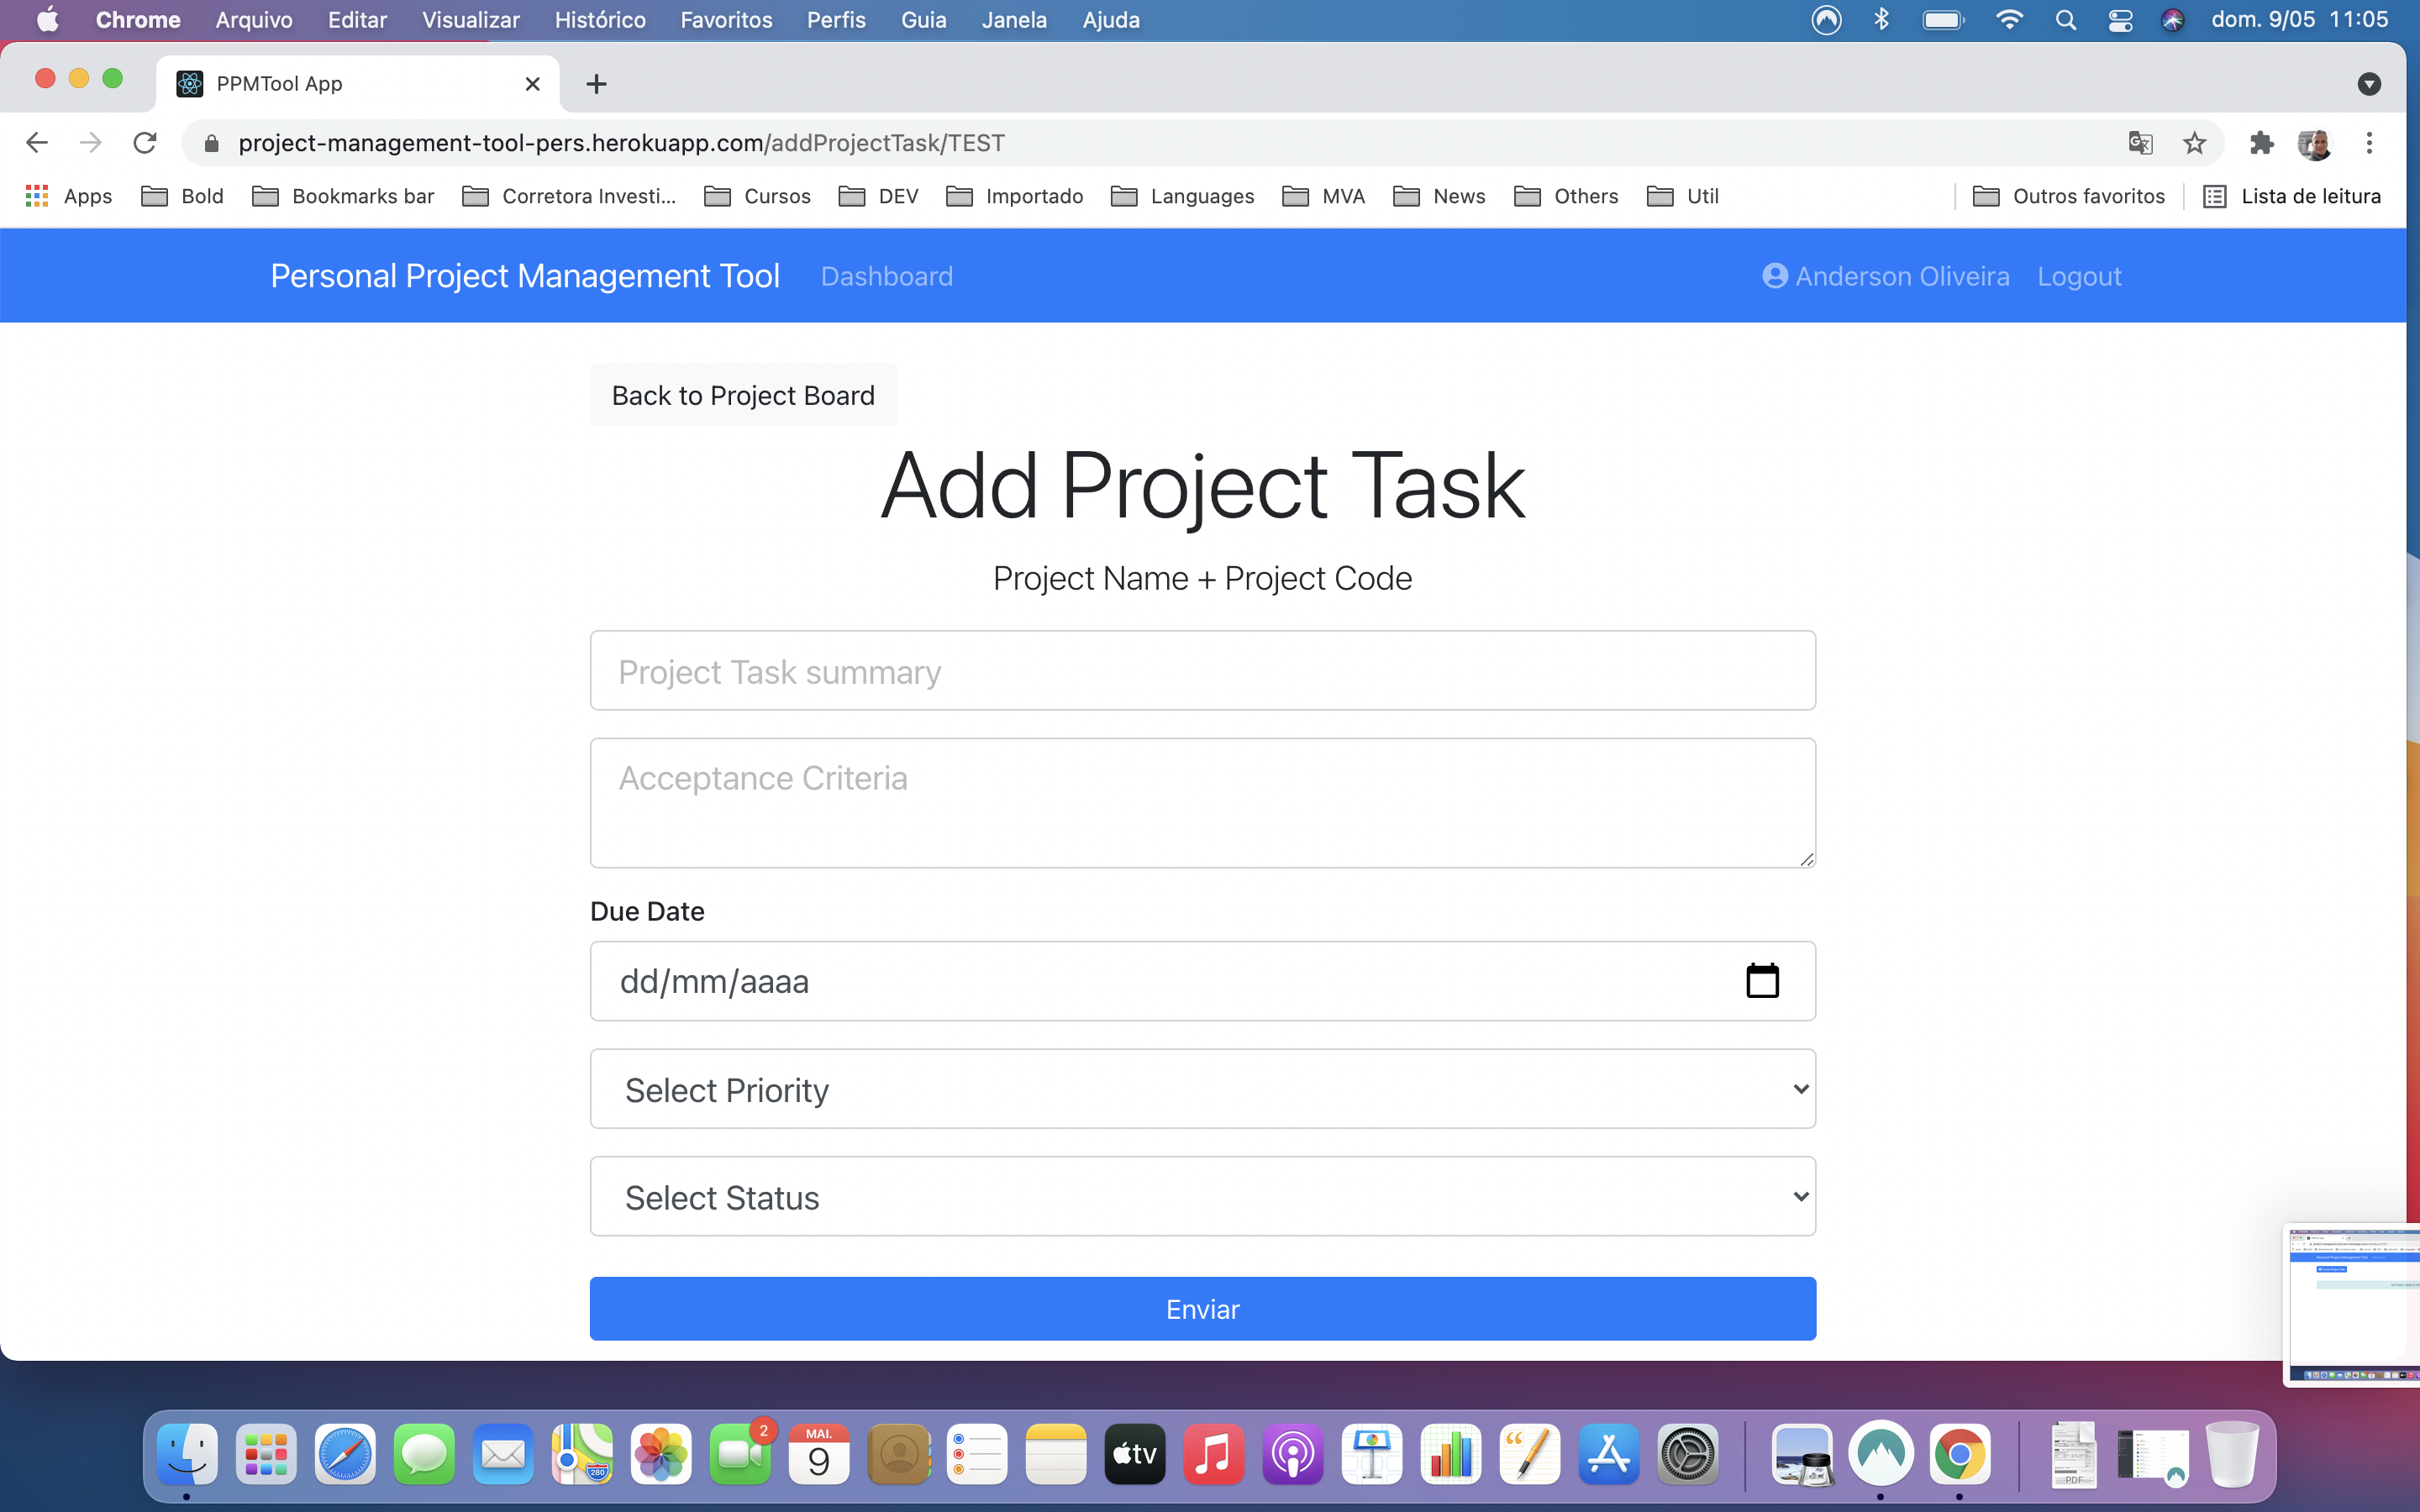 Chrome Arquivo Editar Visualizar Histórico Favoritos Perfis Guia Janela Ajuda dom. 9/05 11:05
PPMTool App
project-management-tool-pers.herokuapp.com/addProjectTask/TEST
Apps Bold Bookmarks bar Corretora Investi... Cursos DEV Importado Languages MVA News Others Util Outros favoritos Lista de leitura
Personal Project Management Tool Dashboard Anderson Oliveira Logout
Back to Project Board
Add Project Task
Project Name + Project Code
Project Task summary
Acceptance Criteria
Due Date
dd/mm/aaaa
Select Priority
Select Status
Enviar
2
MAI.
9
tv
280
PDF